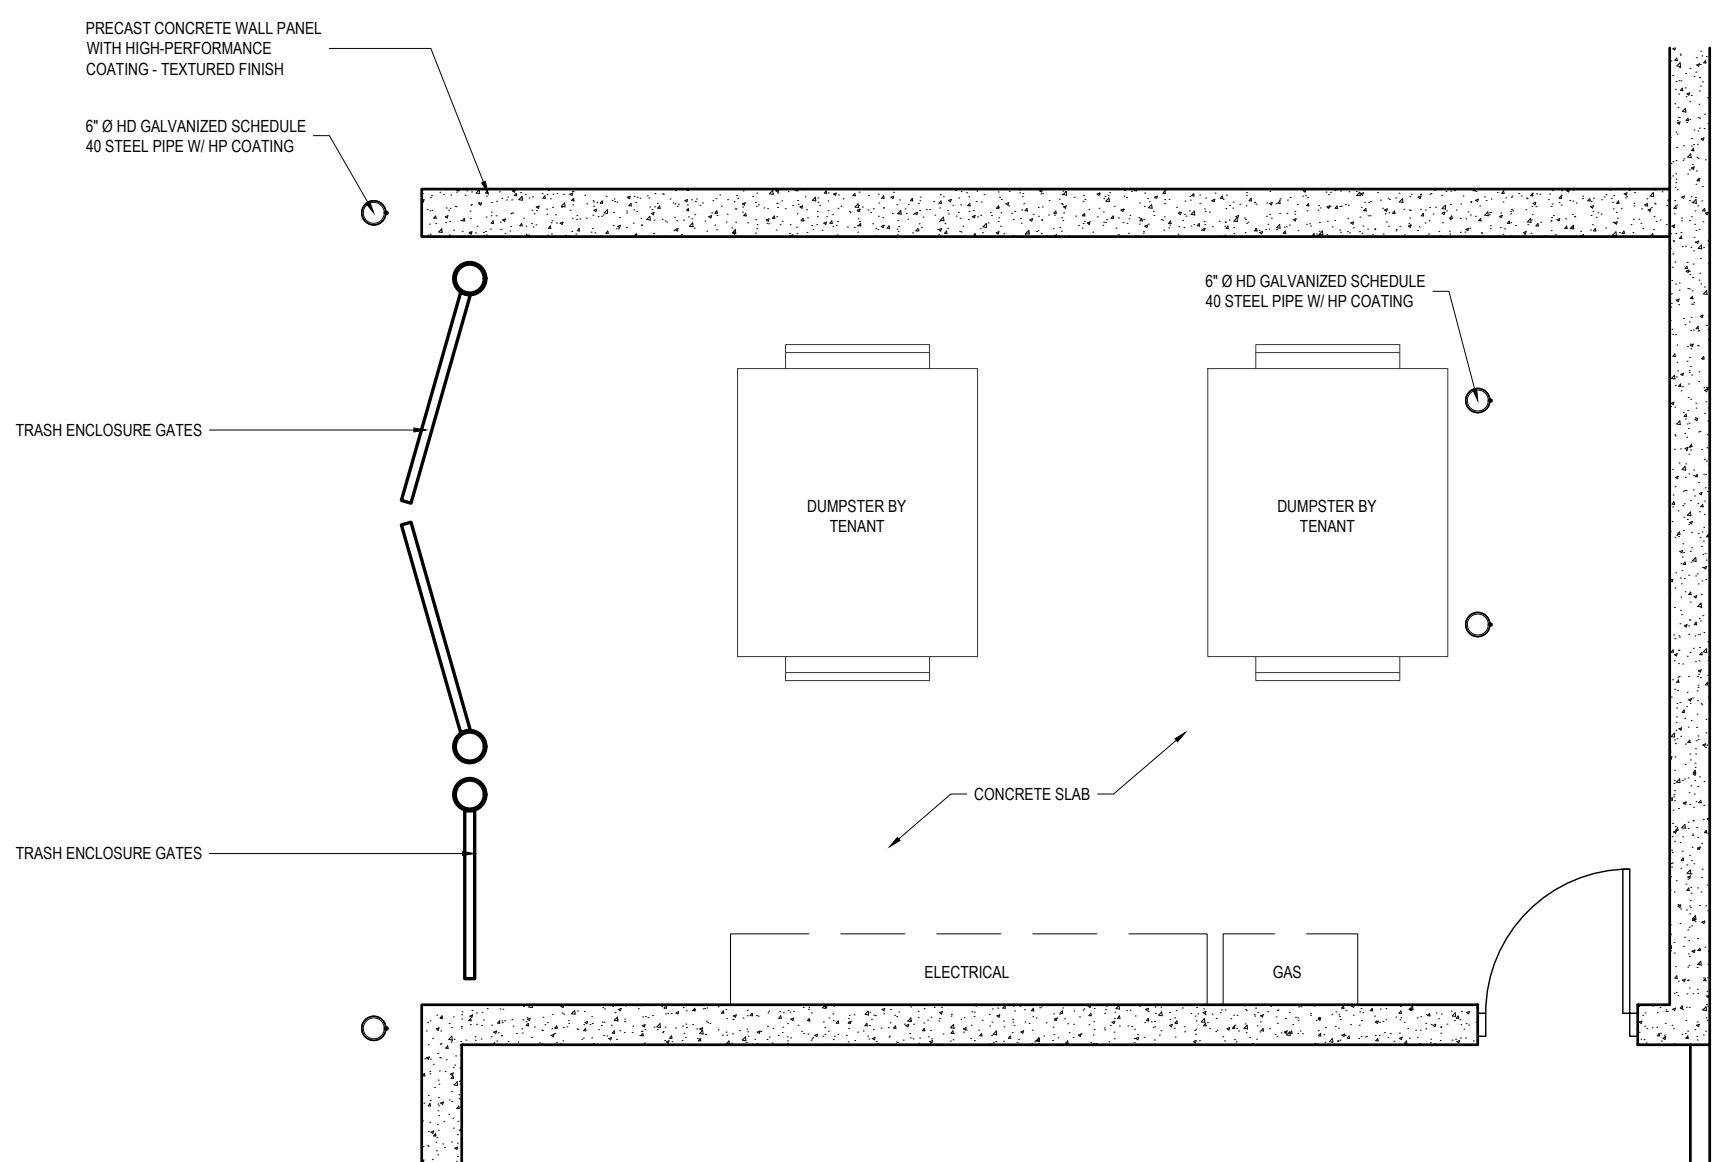 PRECAST CONCRETE WALL PANEL
WITH HIGH-PERFORMANCE
COATING - TEXTURED FINISH
6" Ø HD GALVANIZED SCHEDULE
40 STEEL PIPE W/ HP COATING
6" Ø HD GALVANIZED SCHEDULE
40 STEEL PIPE W/ HP COATING
TRASH ENCLOSURE GATES
DUMPSTER BY
TENANT
DUMPSTER BY
TENANT
CONCRETE SLAB
TRASH ENCLOSURE GATES
ELECTRICAL
GAS